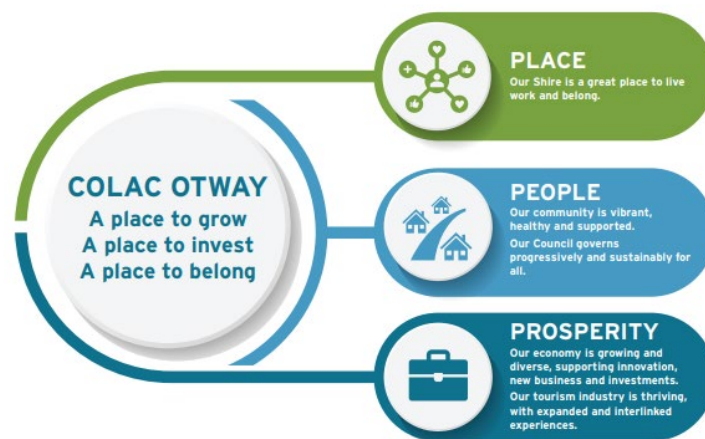 COLAC OTWAY
A place to grow
A place to invest
A place to belong
PLACE
Our Shire is a great place to live
work and belong.
PEOPLE
Our community is vibrant,
healthy and supported.
Our Council governs
progressively and sustainably for
all.
PROSPERITY
Our economy is growing and
diverse, supporting innovation,
new business and investments.
Our tourism industry is thriving,
with expanded and interlinked
experiences.